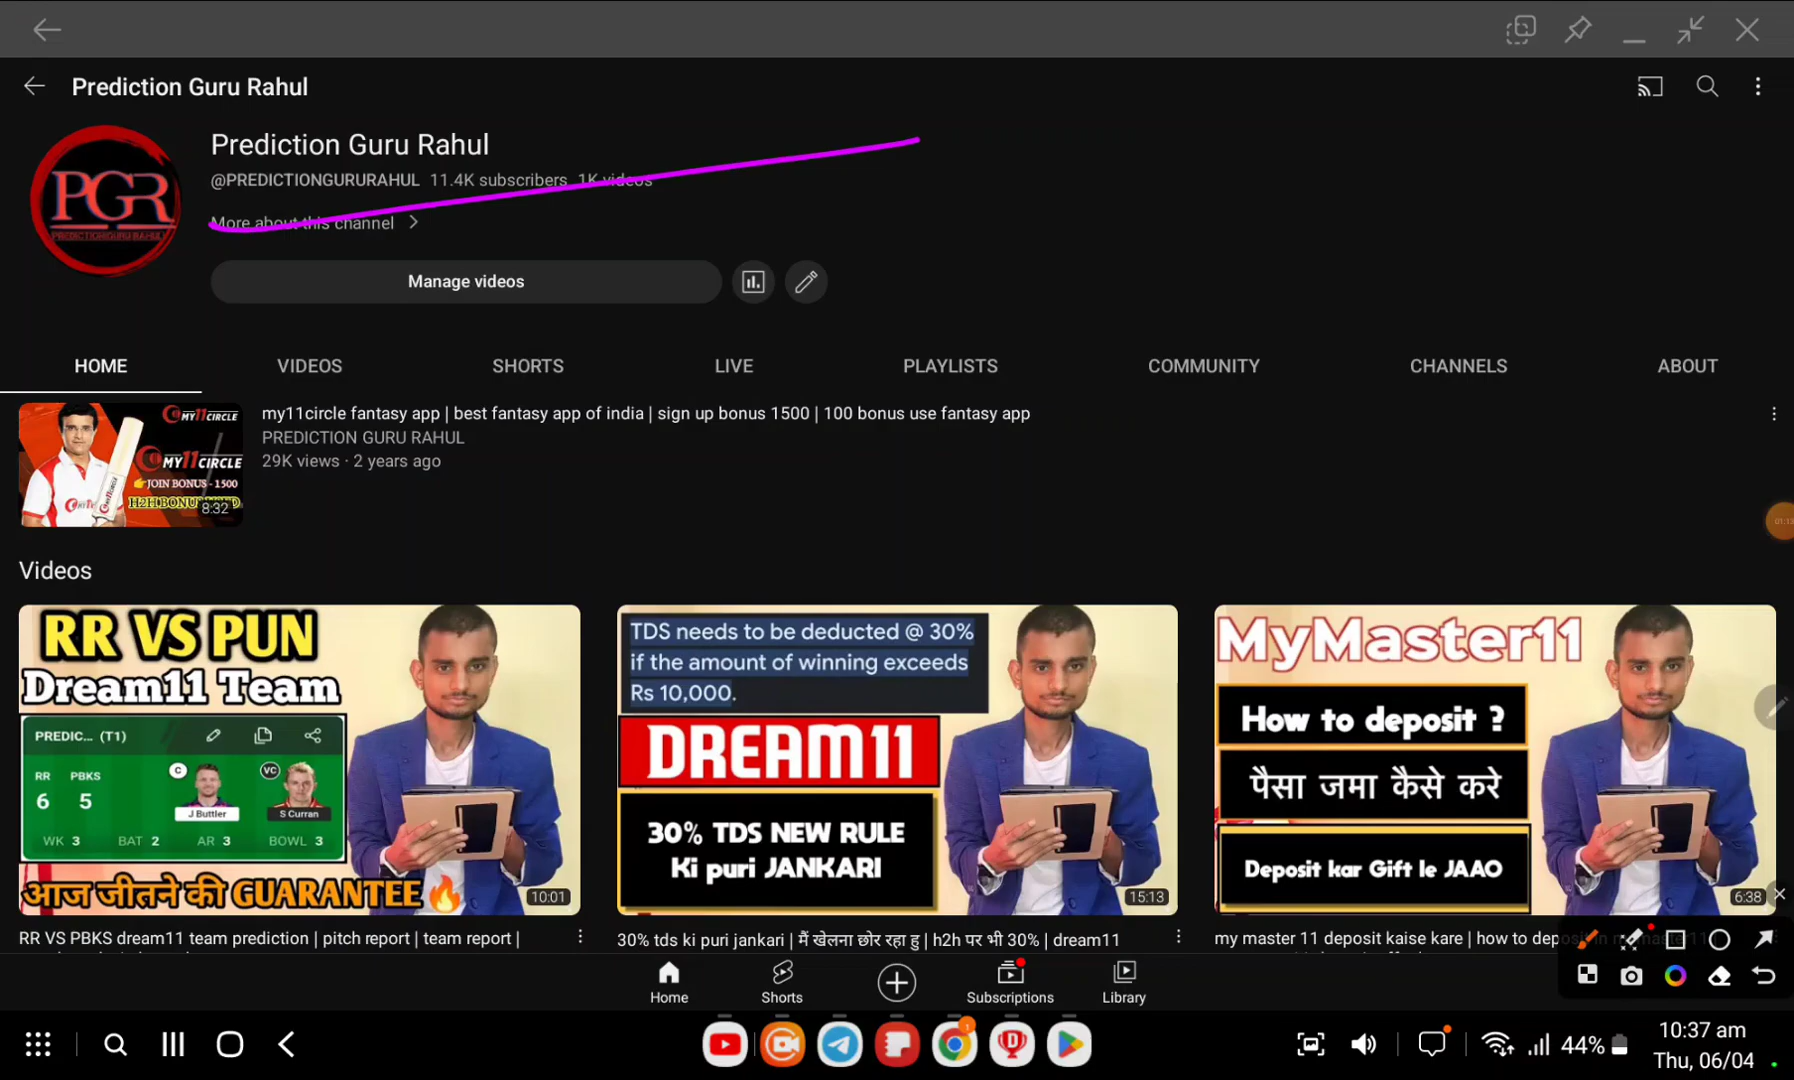 Prediction Guru Rahul
PGR
PREDICTIONGURU RAHUL
Prediction Guru Rahul
@PREDICTIONGURURAHUL 11.4K subscribers 1K videos
More about this channel
Manage videos
HOME VIDEOS SHORTS LIVE PLAYLISTS COMMUNITY CHANNELS ABOUT
MY11CIRCLE
MY11CIRCLE
JOIN BONUS - 1500
8:32
my11circle fantasy app | best fantasy app of india | sign up bonus 1500 | 100 bonus use fantasy app
PREDICTION GURU RAHUL
29K views · 2 years ago
01:13
Videos
RR VS PUN
Dream11 Team
PREDIC... (T1)
RR PBKS C VC
6 5
J Buttler S Curran
WK 3 BAT 2 AR 3 BOWL 3
आज जीतने की GUARANTEE
10:01
RR VS PBKS dream11 team prediction | pitch report | team report |
TDS needs to be deducted @ 30%
if the amount of winning exceeds
Rs 10,000.
DREAM11
30% TDS NEW RULE
Ki puri JANKARI
15:13
30% tds ki puri jankari | मैं खेलना छोर रहा हु | h2h पर भी 30% | dream11
MyMaster11
How to deposit ?
पैसा जमा कैसे करे
Deposit kar Gift le JAAO
6:38
my master 11 deposit kaise kare | how to
Home Shorts Subscriptions Library
44% 10:37 am
Thu, 06/04